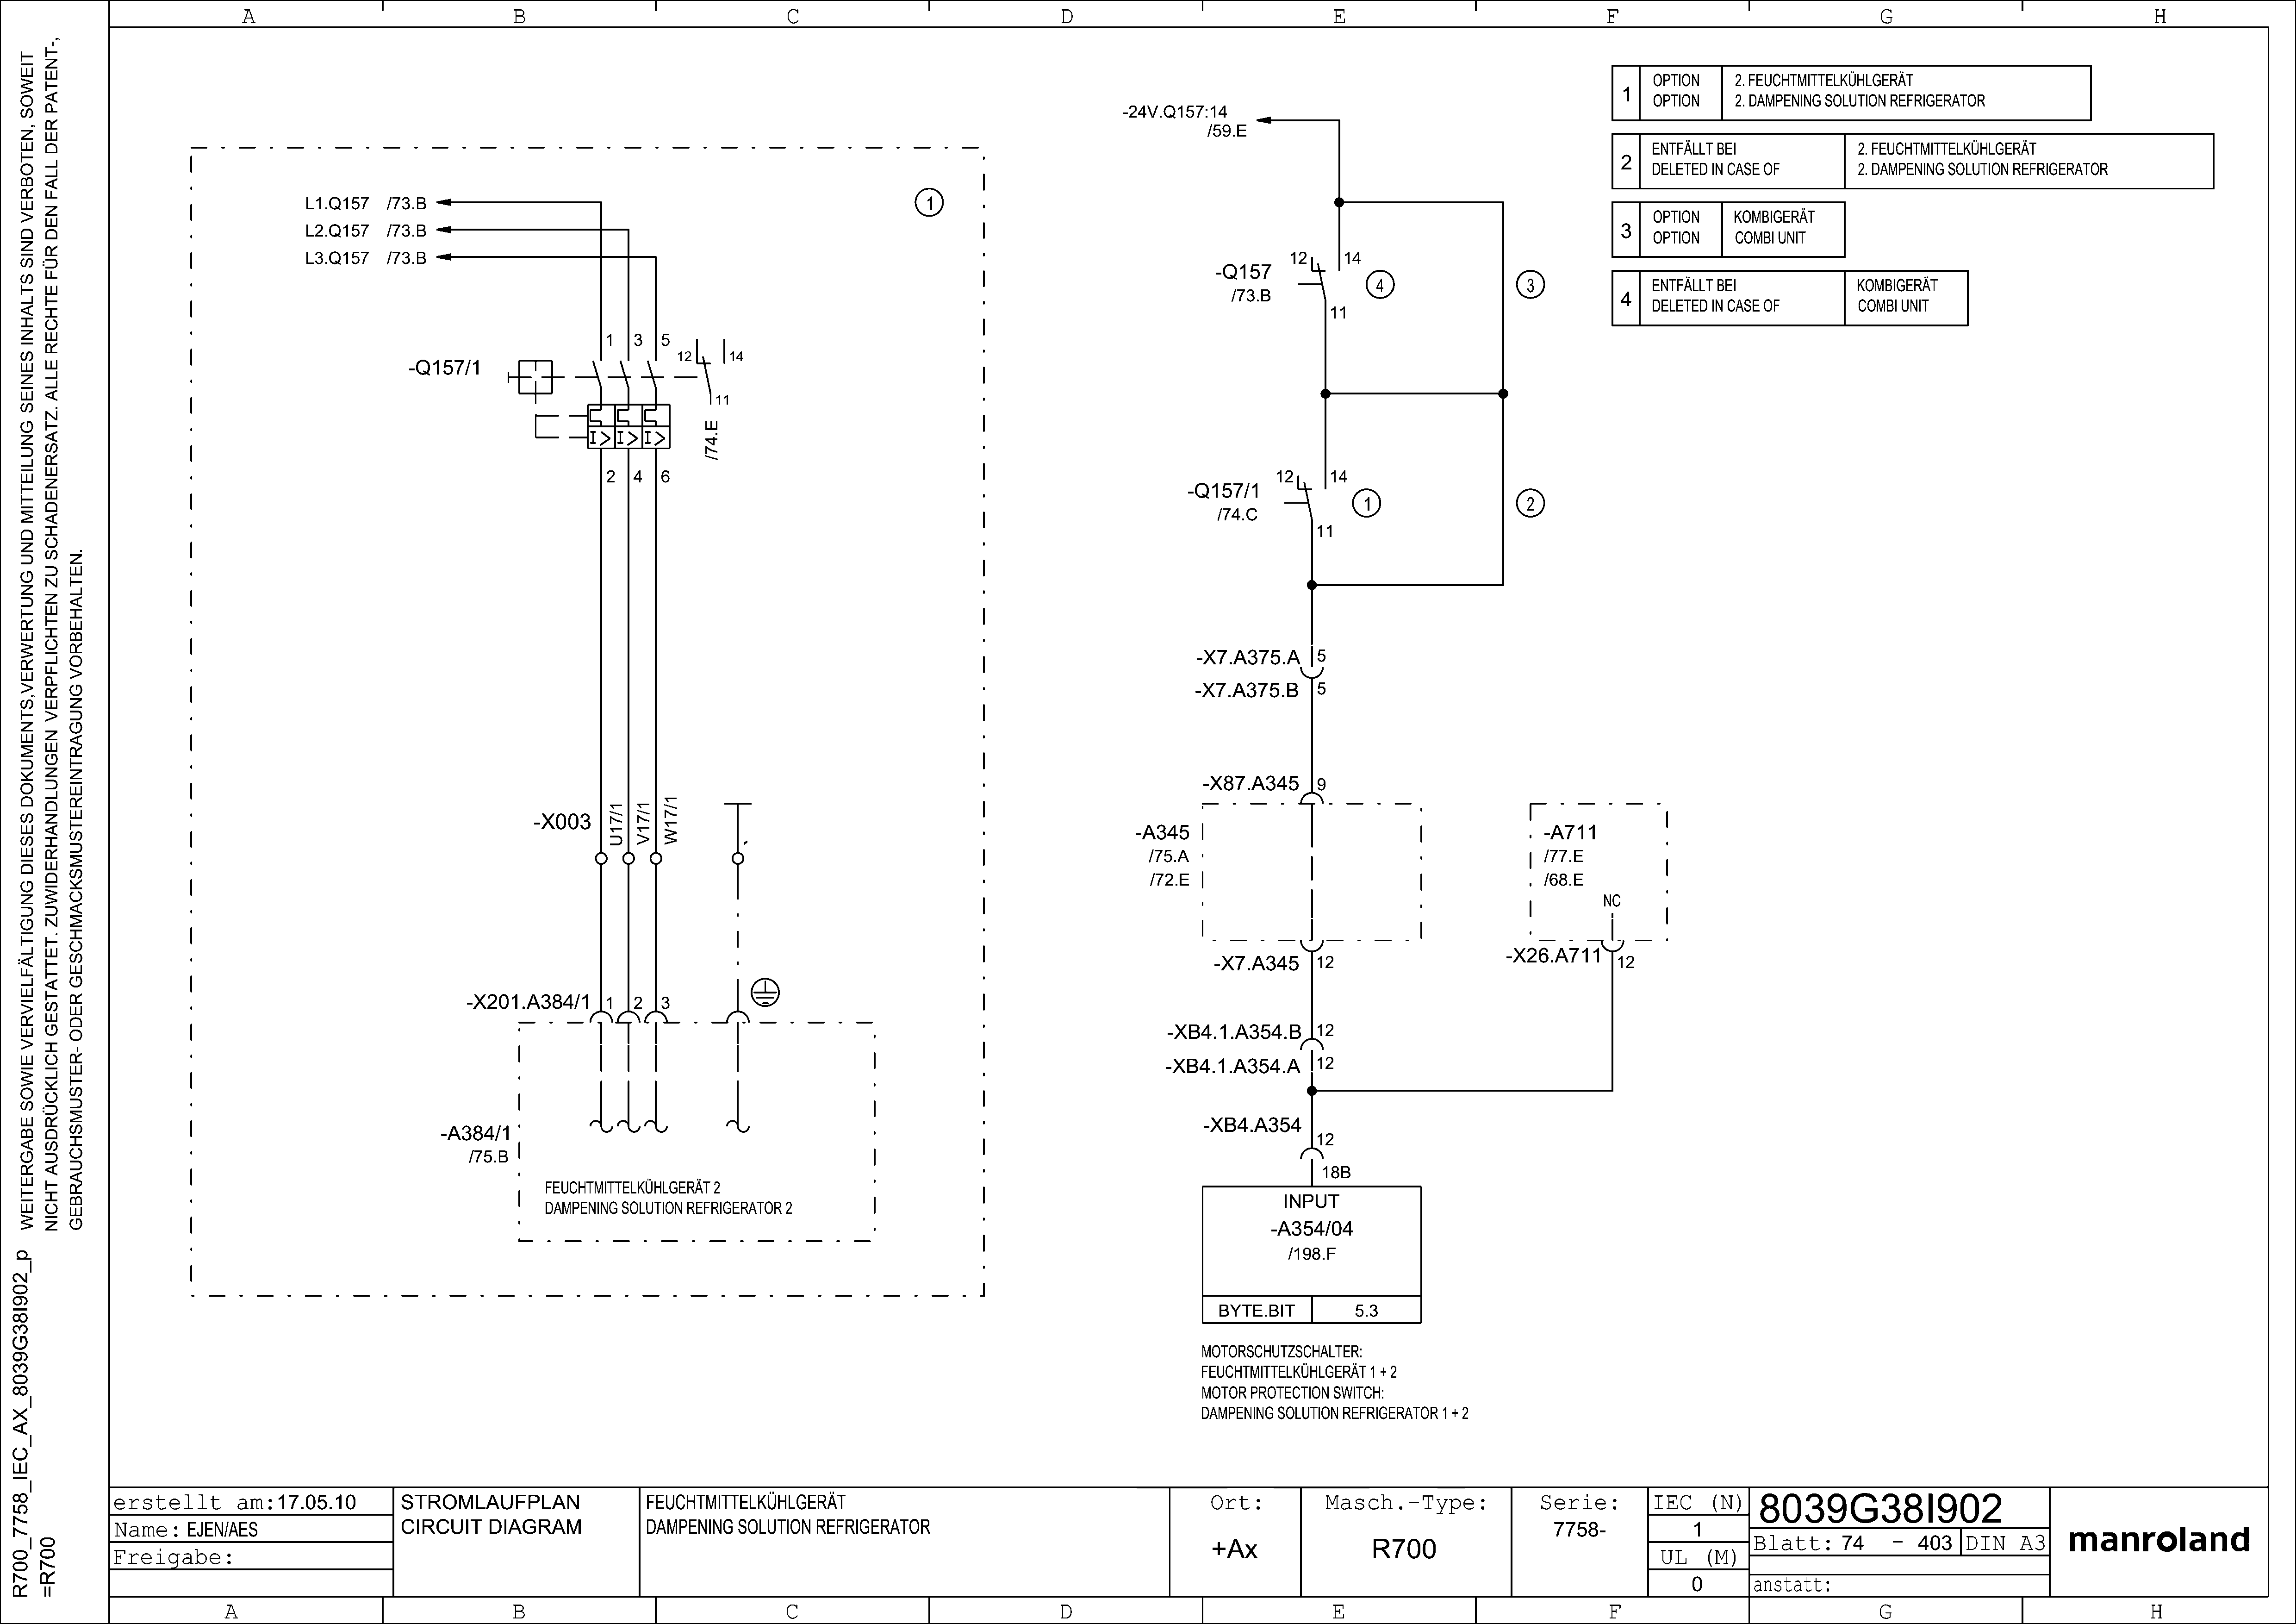 A B C D E F G H
WEITERGABE SOWIE VERVIELFÄLTIGUNG DIESES DOKUMENTS,VERWERTUNG UND MITTEILUNG SEINES INHALTS SIND VERBOTEN, SOWEIT
NICHT AUSDRÜCKLICH GESTATTET. ZUWIDERHANDLUNGEN VERPFLICHTEN ZU SCHADENERSATZ. ALLE RECHTE FÜR DEN FALL DER PATENT-,
GEBRAUCHSMUSTER- ODER GESCHMACKSMUSTEREINTRAGUNG VORBEHALTEN.
R700_7758_IEC_AX_8039G38I902_p
=R700
1
L1.Q157 /73.B
L2.Q157 /73.B
L3.Q157 /73.B
-Q157/1
1 3 5
12 14
11
/74.E
I> I> I>
2 4 6
-X003
U17/1
V17/1
W17/1
-X201.A384/1 1 2 3
-A384/1
/75.B
FEUCHTMITTELKÜHLGERÄT 2
DAMPENING SOLUTION REFRIGERATOR 2
-24V.Q157:14
/59.E
-Q157
/73.B
12 14
11
4
3
-Q157/1
/74.C
12 14
11
1
2
-X7.A375.A 5
-X7.A375.B 5
-X87.A345 9
-A345
/75.A
/72.E
-X7.A345 12
-A711
/77.E
/68.E
NC
-X26.A711 12
-XB4.1.A354.B 12
-XB4.1.A354.A 12
-XB4.A354
12
18B
INPUT
-A354/04
/198.F
BYTE.BIT 5.3
MOTORSCHUTZSCHALTER:
FEUCHTMITTELKÜHLGERÄT 1 + 2
MOTOR PROTECTION SWITCH:
DAMPENING SOLUTION REFRIGERATOR 1 + 2
1
OPTION 2. FEUCHTMITTELKÜHLGERÄT
OPTION 2. DAMPENING SOLUTION REFRIGERATOR
2
ENTFÄLLT BEI 2. FEUCHTMITTELKÜHLGERÄT
DELETED IN CASE OF 2. DAMPENING SOLUTION REFRIGERATOR
3
OPTION KOMBIGERÄT
OPTION COMBI UNIT
4
ENTFÄLLT BEI KOMBIGERÄT
DELETED IN CASE OF COMBI UNIT
erstellt am:17.05.10
Name: EJEN/AES
Freigabe:
STROMLAUFPLAN
CIRCUIT DIAGRAM
FEUCHTMITTELKÜHLGERÄT
DAMPENING SOLUTION REFRIGERATOR
Ort:
+Ax
Masch.-Type:
R700
Serie:
7758-
IEC (N)
1
UL (M)
0
8039G38I902
Blatt: 74 - 403 DIN A3
anstatt:
manroland
A B C D E F G H